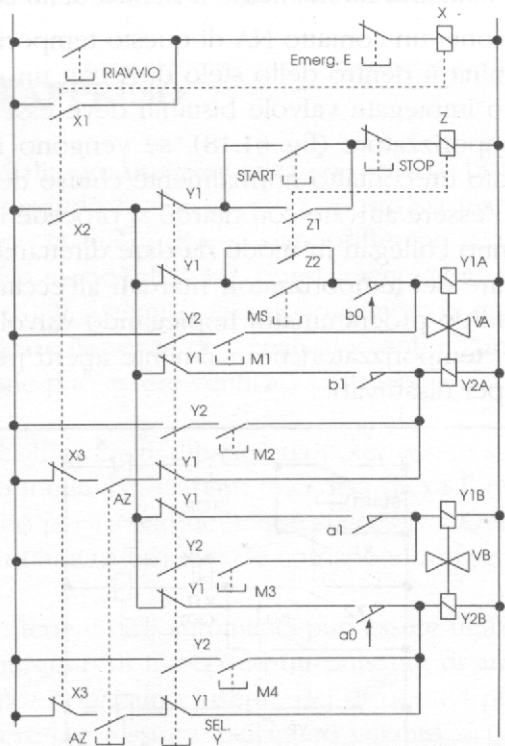 X
Emerg. E
RIAVVIO
X1
Z
START
STOP
X2
Y1
Z1
Z2
Y1
Y1A
b0
Y2
MS
VA
Y1
M1
b1
Y2A
Y2
M2
X3
Y1
AZ
Y1
Y1B
a1
Y2
VB
Y1
M3
a0
Y2B
Y2
X3
M4
Y1
SEL.
AZ
Y